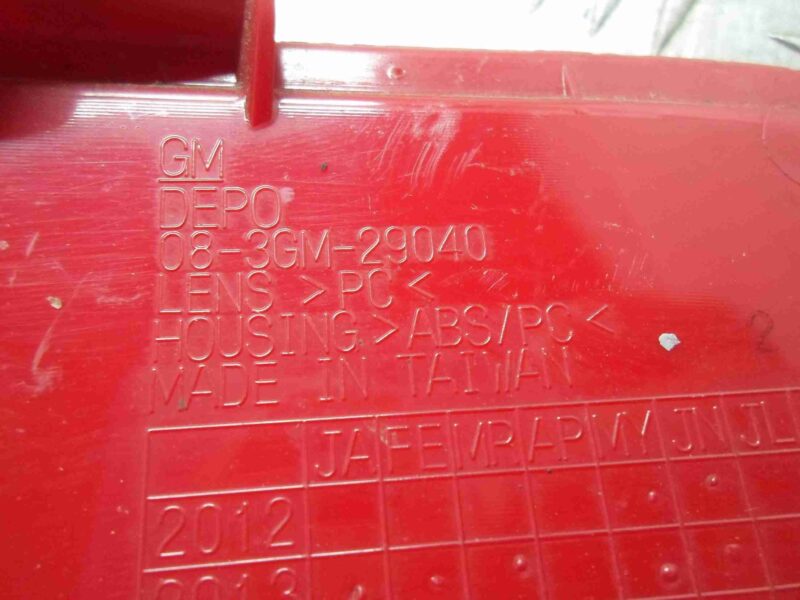 GM
DEPO
08-3GM-29040
LENS >PC<
HOUSING >ABS/PC<
MADE IN TAIWAN
JA FE MR AP MY JN JL
2012
2013